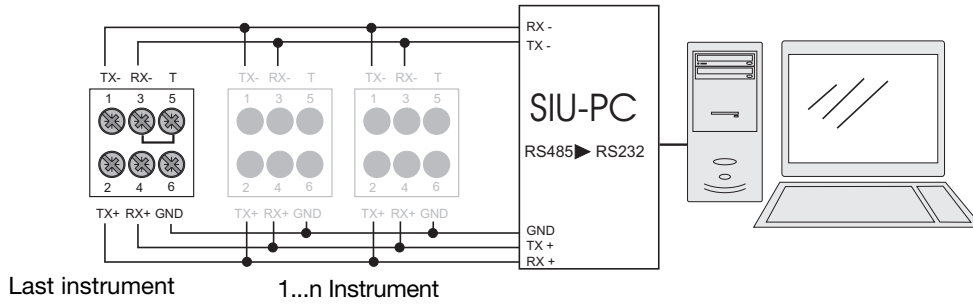 RX -
TX -
TX- RX- T
TX- RX- T
TX- RX- T
1 3 5
1 3 5
1 3 5
SIU-PC
RS485▶ RS232
2 4 6
2 4 6
2 4 6
TX+ RX+ GND
TX+ RX+ GND
TX+ RX+ GND
GND
TX +
RX +
Last instrument
1...n Instrument